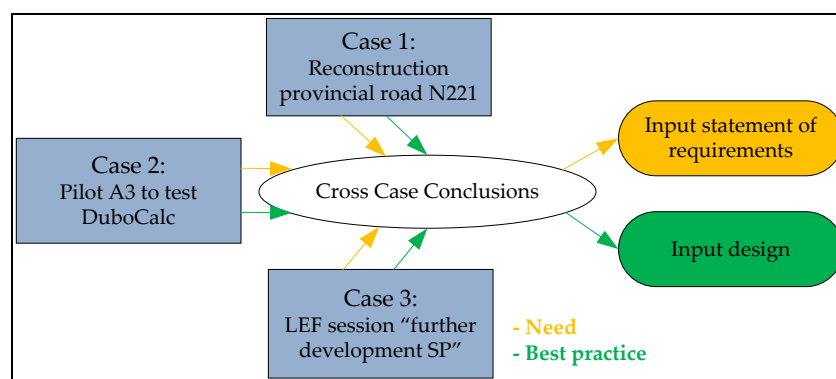 Case 1:
Reconstruction
provincial road N221
Case 2:
Pilot A3 to test
DuboCalc
Cross Case Conclusions
Input statement of
requirements
Input design
Case 3:
LEF session “further
development SP”
- Need
- Best practice